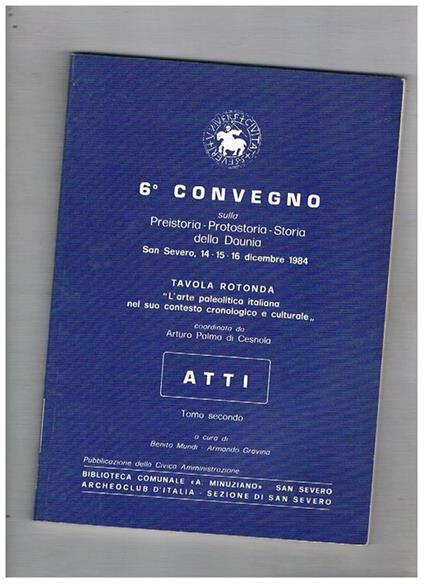 6° CONVEGNO
sulla
Preistoria - Protostoria - Storia
della Daunia
San Severo, 14 - 15 - 16 dicembre 1984
TAVOLA ROTONDA
"L'arte paleolitica italiana
nel suo contesto cronologico e culturale„
coordinata da
Arturo Palma di Cesnola
ATTI
Tomo secondo
a cura di
Benito Mundi - Armando Gravina
Pubblicazione della Civica Amministrazione
BIBLIOTECA COMUNALE «A. MINUZIANO» SAN SEVERO
ARCHEOCLUB D'ITALIA - SEZIONE DI SAN SEVERO